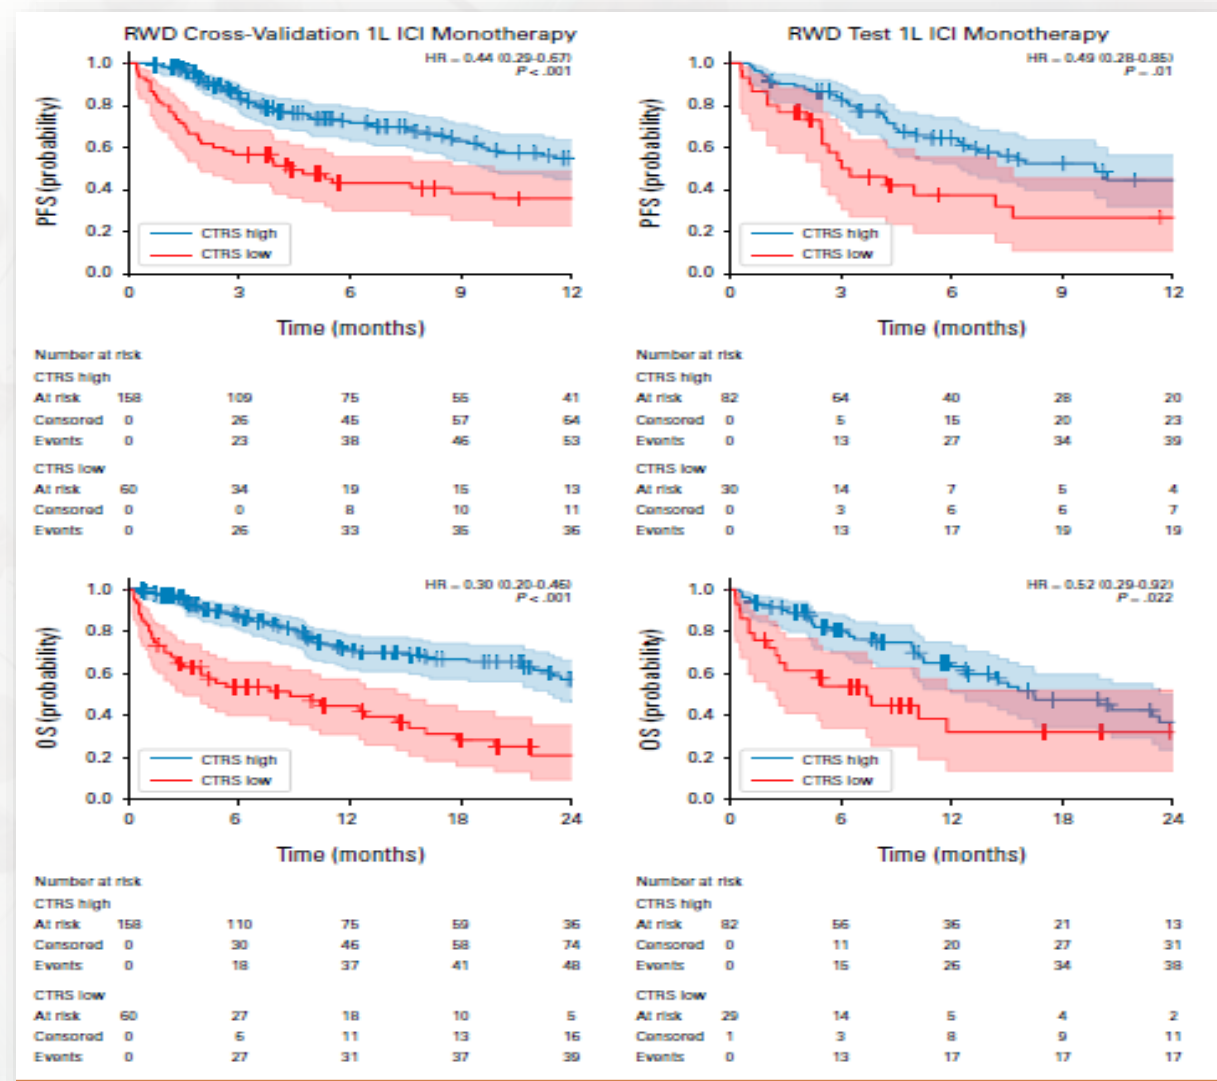 RWD Cross-Validation 1L ICI Monotherapy
HR = 0.44 (0.29-0.67)
P < .001
PFS (probability)
1.0
0.8
0.6
0.4
0.2
0.0
CTRS high
CTRS low
0 3 6 9 12
Time (months)
Number at risk
CTRS high
At risk 158 109 75 55 41
Censored 0 26 45 57 64
Events 0 23 38 46 53
CTRS low
At risk 60 34 19 15 13
Censored 0 0 8 10 11
Events 0 26 33 35 36
RWD Test 1L ICI Monotherapy
HR = 0.49 (0.28-0.85)
P = .01
PFS (probability)
1.0
0.8
0.6
0.4
0.2
0.0
CTRS high
CTRS low
0 3 6 9 12
Time (months)
Number at risk
CTRS high
At risk 82 64 40 28 20
Censored 0 5 15 20 23
Events 0 13 27 34 39
CTRS low
At risk 30 14 7 5 4
Censored 0 3 6 6 7
Events 0 13 17 19 19
HR = 0.30 (0.20-0.46)
P < .001
OS (probability)
1.0
0.8
0.6
0.4
0.2
0.0
CTRS high
CTRS low
0 6 12 18 24
Time (months)
Number at risk
CTRS high
At risk 158 110 75 59 36
Censored 0 30 46 58 74
Events 0 18 37 41 48
CTRS low
At risk 60 27 18 10 5
Censored 0 6 11 13 16
Events 0 27 31 37 39
HR = 0.52 (0.29-0.92)
P = .022
OS (probability)
1.0
0.8
0.6
0.4
0.2
0.0
CTRS high
CTRS low
0 6 12 18 24
Time (months)
Number at risk
CTRS high
At risk 82 56 36 21 13
Censored 0 11 20 27 31
Events 0 15 26 34 38
CTRS low
At risk 29 14 5 4 2
Censored 1 3 8 9 11
Events 0 13 17 17 17